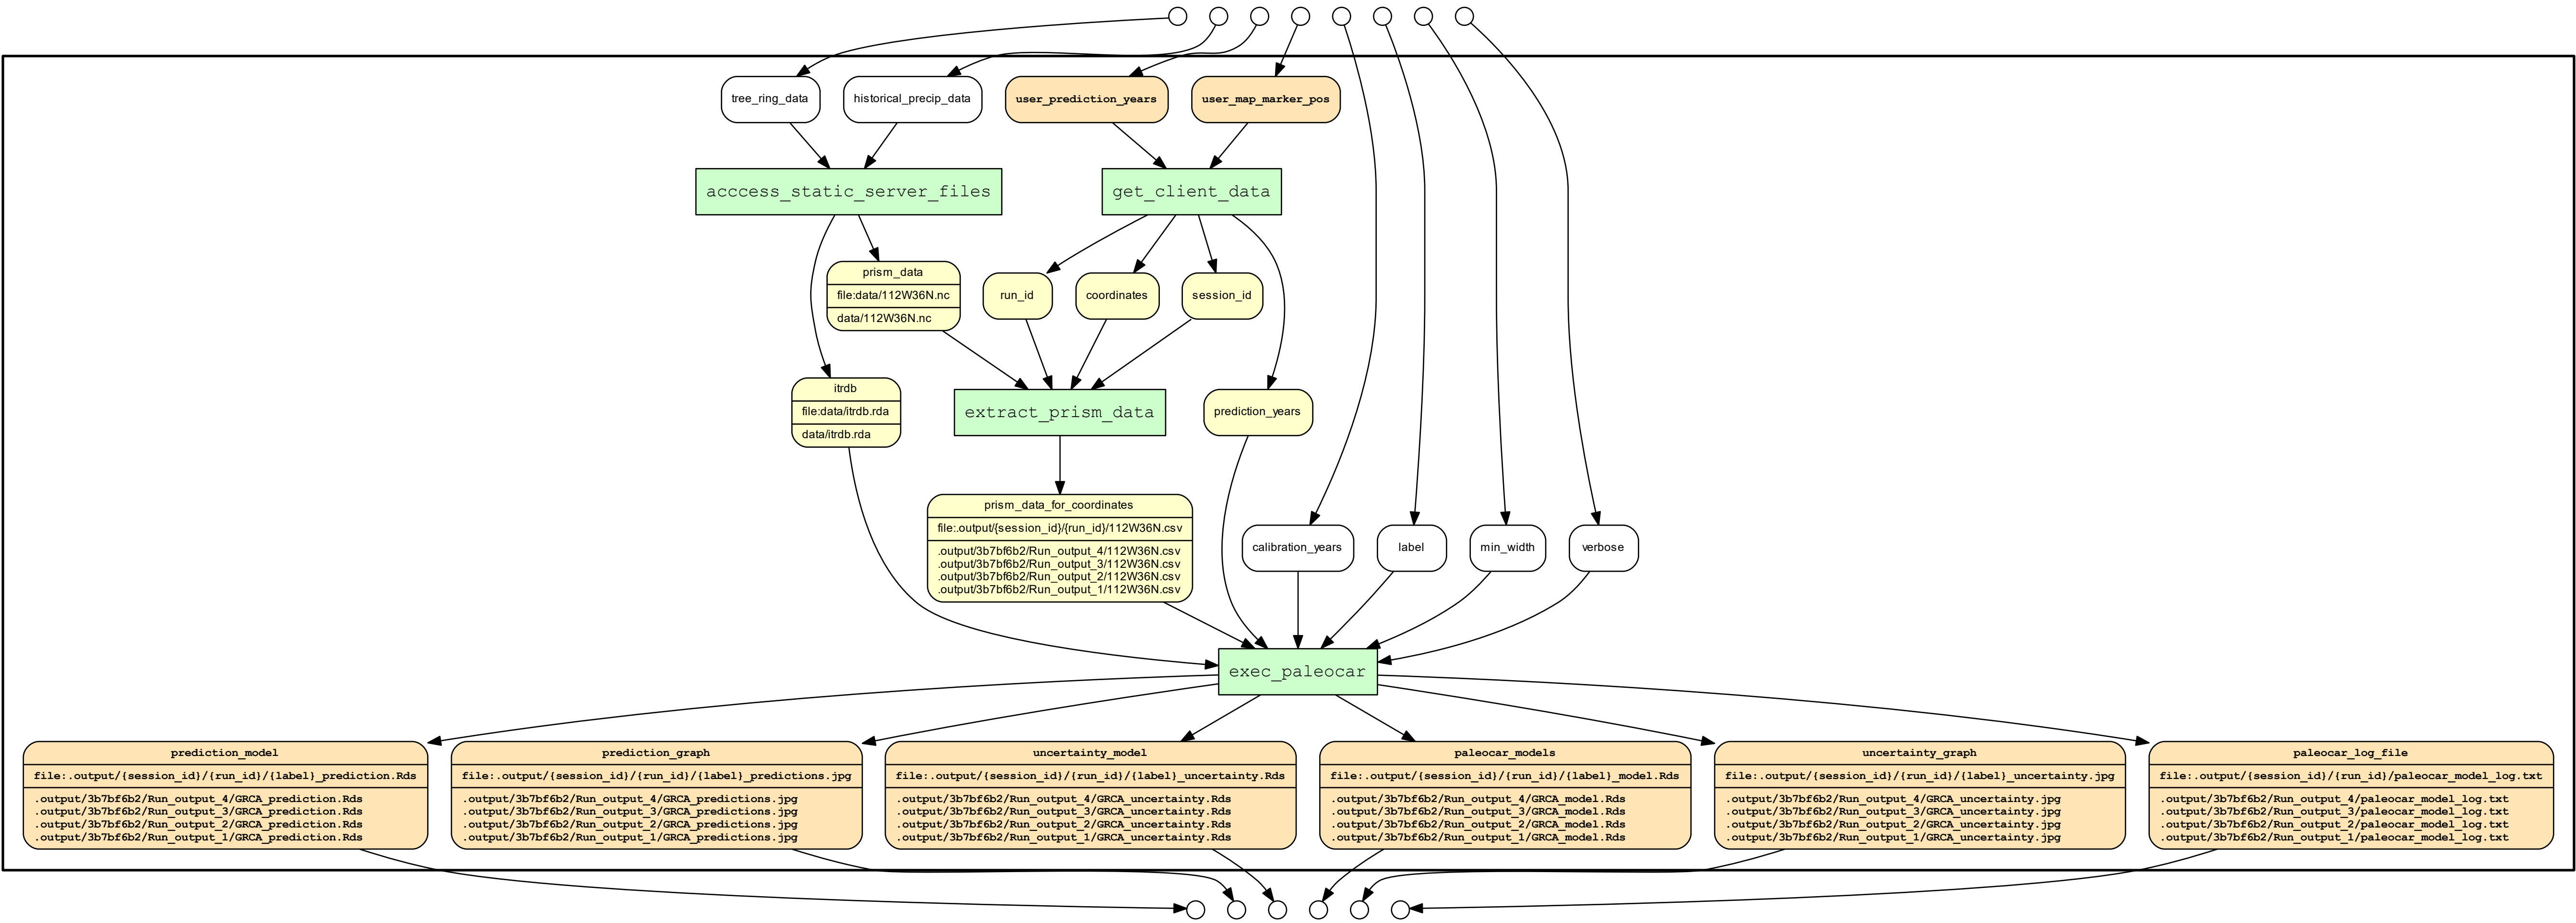 tree_ring_data
historical_precip_data
user_prediction_years
user_map_marker_pos
acccess_static_server_files
get_client_data
prism_data
file:data/112W36N.nc
data/112W36N.nc
run_id
coordinates
session_id
itrdb
file:data/itrdb.rda
data/itrdb.rda
extract_prism_data
prediction_years
prism_data_for_coordinates
file:.output/{session_id}/{run_id}/112W36N.csv
.output/3b7bf6b2/Run_output_4/112W36N.csv
.output/3b7bf6b2/Run_output_3/112W36N.csv
.output/3b7bf6b2/Run_output_2/112W36N.csv
.output/3b7bf6b2/Run_output_1/112W36N.csv
calibration_years
label
min_width
verbose
exec_paleocar
prediction_model
file:.output/{session_id}/{run_id}/{label}_prediction.Rds
.output/3b7bf6b2/Run_output_4/GRCA_prediction.Rds
.output/3b7bf6b2/Run_output_3/GRCA_prediction.Rds
.output/3b7bf6b2/Run_output_2/GRCA_prediction.Rds
.output/3b7bf6b2/Run_output_1/GRCA_prediction.Rds
prediction_graph
file:.output/{session_id}/{run_id}/{label}_predictions.jpg
.output/3b7bf6b2/Run_output_4/GRCA_predictions.jpg
.output/3b7bf6b2/Run_output_3/GRCA_predictions.jpg
.output/3b7bf6b2/Run_output_2/GRCA_predictions.jpg
.output/3b7bf6b2/Run_output_1/GRCA_predictions.jpg
uncertainty_model
file:.output/{session_id}/{run_id}/{label}_uncertainty.Rds
.output/3b7bf6b2/Run_output_4/GRCA_uncertainty.Rds
.output/3b7bf6b2/Run_output_3/GRCA_uncertainty.Rds
.output/3b7bf6b2/Run_output_2/GRCA_uncertainty.Rds
.output/3b7bf6b2/Run_output_1/GRCA_uncertainty.Rds
paleocar_models
file:.output/{session_id}/{run_id}/{label}_model.Rds
.output/3b7bf6b2/Run_output_4/GRCA_model.Rds
.output/3b7bf6b2/Run_output_3/GRCA_model.Rds
.output/3b7bf6b2/Run_output_2/GRCA_model.Rds
.output/3b7bf6b2/Run_output_1/GRCA_model.Rds
uncertainty_graph
file:.output/{session_id}/{run_id}/{label}_uncertainty.jpg
.output/3b7bf6b2/Run_output_4/GRCA_uncertainty.jpg
.output/3b7bf6b2/Run_output_3/GRCA_uncertainty.jpg
.output/3b7bf6b2/Run_output_2/GRCA_uncertainty.jpg
.output/3b7bf6b2/Run_output_1/GRCA_uncertainty.jpg
paleocar_log_file
file:.output/{session_id}/{run_id}/paleocar_model_log.txt
.output/3b7bf6b2/Run_output_4/paleocar_model_log.txt
.output/3b7bf6b2/Run_output_3/paleocar_model_log.txt
.output/3b7bf6b2/Run_output_2/paleocar_model_log.txt
.output/3b7bf6b2/Run_output_1/paleocar_model_log.txt